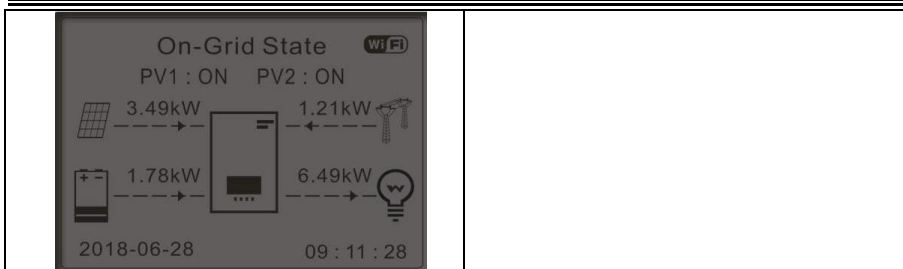 On-Grid State WiFi
PV1 : ON PV2 : ON
3.49kW 1.21kW
1.78kW 6.49kW
2018-06-28 09 : 11 : 28